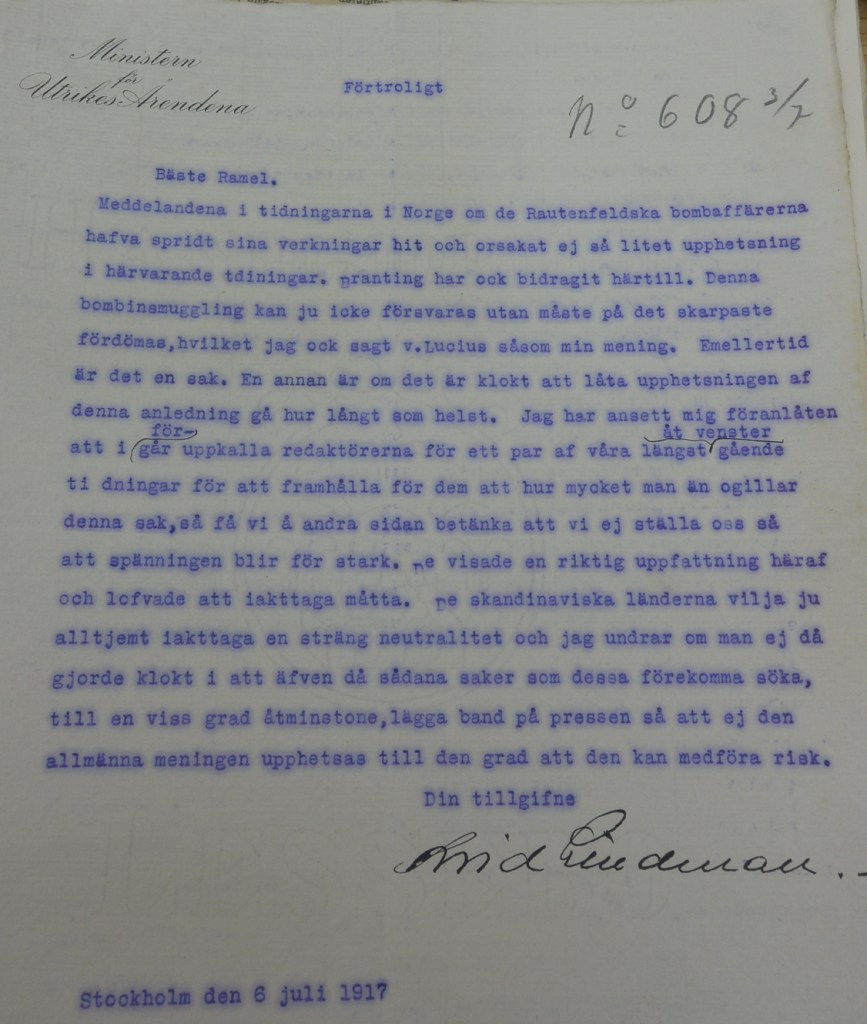 Ministern
för
Utrikes-Ärendena
Förtroligt
No 608 3/7
Bäste Ramel.
Meddelandena i tidningarna i Norge om de Rautenfeldska bombaffärerna
hafva spridt sina verkningar hit och orsakat ej så litet upphetsning
i härvarande tdiningar. Branting har ock bidragit härtill. Denna
bombinsmuggling kan ju icke försvaras utan måste på det skarpaste
fördömas,hvilket jag ock sagt v.Lucius såsom min mening. Emellertid
är det en sak. En annan är om det är klokt att låta upphetsningen af
denna anledning gå hur långt som helst. Jag har ansett mig föranlåten
för- åt venster
att i går uppkalla redaktörerna för ett par af våra längst gående
ti dningar för att framhålla för dem att hur mycket man än ogillar
denna sak,så få vi å andra sidan betänka att vi ej ställa oss så
att spänningen blir för stark. De visade en riktig uppfattning häraf
och lofvade att iakttaga måtta. De skandinaviska länderna vilja ju
alltjemt iakttaga en sträng neutralitet och jag undrar om man ej då
gjorde klokt i att äfven då sådana saker som dessa förekomma söka,
till en viss grad åtminstone,lägga band på pressen så att ej den
allmänna meningen upphetsas till den grad att den kan medföra risk.
Din tillgifne
Arvid Lindman.
Stockholm den 6 juli 1917